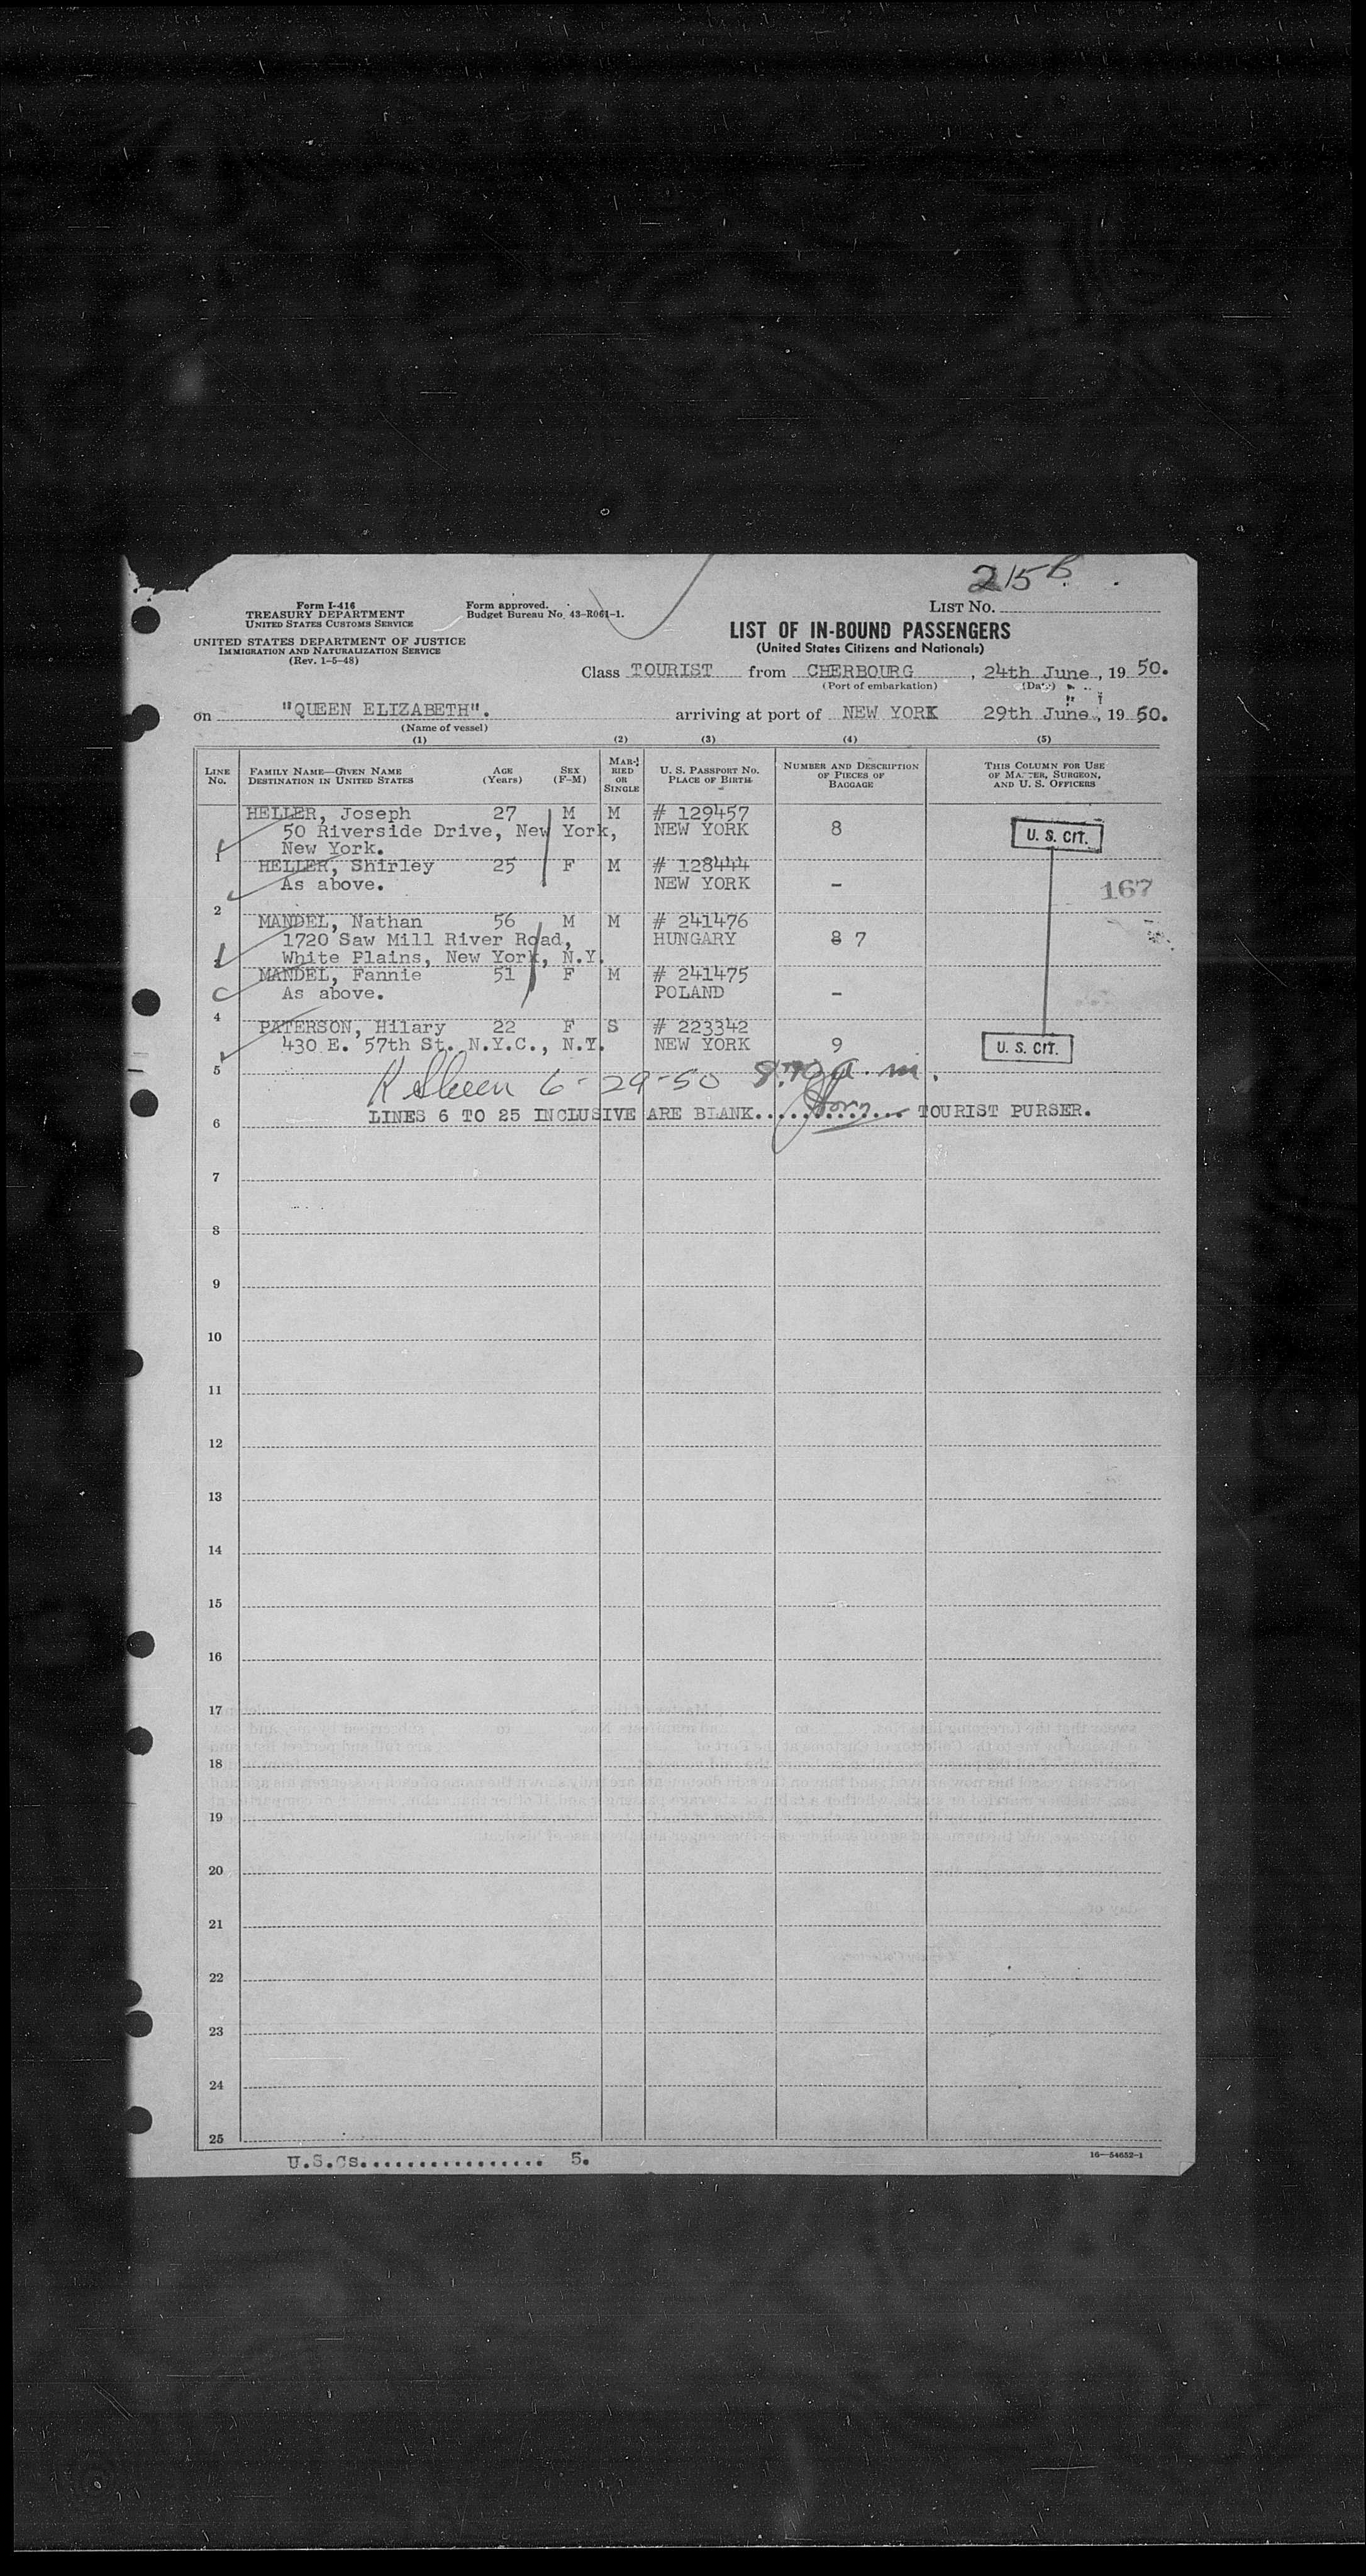 215B
Form I-416
TREASURY DEPARTMENT
UNITED STATES CUSTOMS SERVICE
Form approved.
Budget Bureau No. 43-R061-1.
LIST NO.
UNITED STATES DEPARTMENT OF JUSTICE
IMMIGRATION AND NATURALIZATION SERVICE
(Rev. 1-5-48)
LIST OF IN-BOUND PASSENGERS
(United States Citizens and Nationals)
Class TOURIST from CHERBOURG, 24th June, 1950.
(Port of embarkation) (Date)
on "QUEEN ELIZABETH". arriving at port of NEW YORK 29th June, 1950.
(Name of vessel)
(1) (2) (3) (4) (5)
LINE NO. FAMILY NAME—GIVEN NAME DESTINATION IN UNITED STATES AGE (Years) SEX (F-M) MARRIED OR SINGLE U. S. PASSPORT NO. PLACE OF BIRTH NUMBER AND DESCRIPTION OF PIECES OF BAGGAGE THIS COLUMN FOR USE OF MASTER, SURGEON, AND U. S. OFFICERS
HELLER, Joseph 27 M M # 129457
50 Riverside Drive, New York, NEW YORK 8 U. S. CIT.
New York.
1
HELLER, Shirley 25 F M # 128444
As above. NEW YORK - 167
2
MANDEL, Nathan 56 M M # 241476
1720 Saw Mill River Road, HUNGARY 8 7
White Plains, New York, N.Y.
MANDEL, Fannie 51 F M # 241475
As above. POLAND -
4
PATERSON, Hilary 22 F S # 223342
430 E. 57th St. N.Y.C., N.Y. NEW YORK 9 U. S. CIT.
5
6-29-50 a.m.
LINES 6 TO 25 INCLUSIVE ARE BLANK.............. TOURIST PURSER.
6
7
8
9
10
11
12
13
14
15
16
17
18
19
20
21
22
23
24
25
U.S.Cs................ 5.
16—54652-1